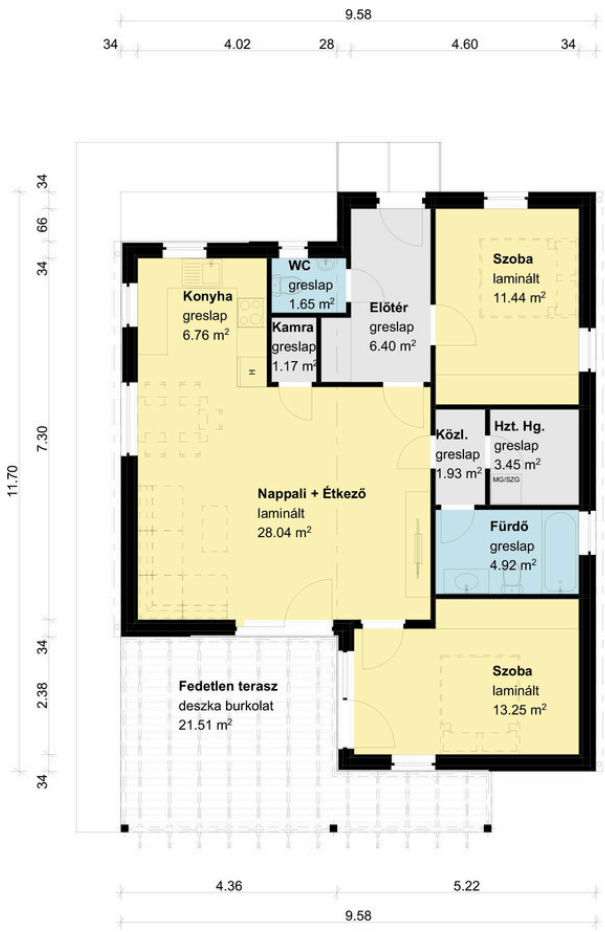 9.58
34
4.02
28
4.60
34
34
66
34
7.30
11.70
34
2.38
34
WC
greslap
1.65 m²
Konyha
greslap
6.76 m²
Kamra
greslap
1.17 m²
Előtér
greslap
6.40 m²
Szoba
laminált
11.44 m²
H
Közl.
greslap
1.93 m²
Hzt. Hg.
greslap
3.45 m²
MG/SZG
Nappali + Étkező
laminált
28.04 m²
Fürdő
greslap
4.92 m²
Szoba
laminált
13.25 m²
Fedetlen terasz
deszka burkolat
21.51 m²
4.36
5.22
9.58